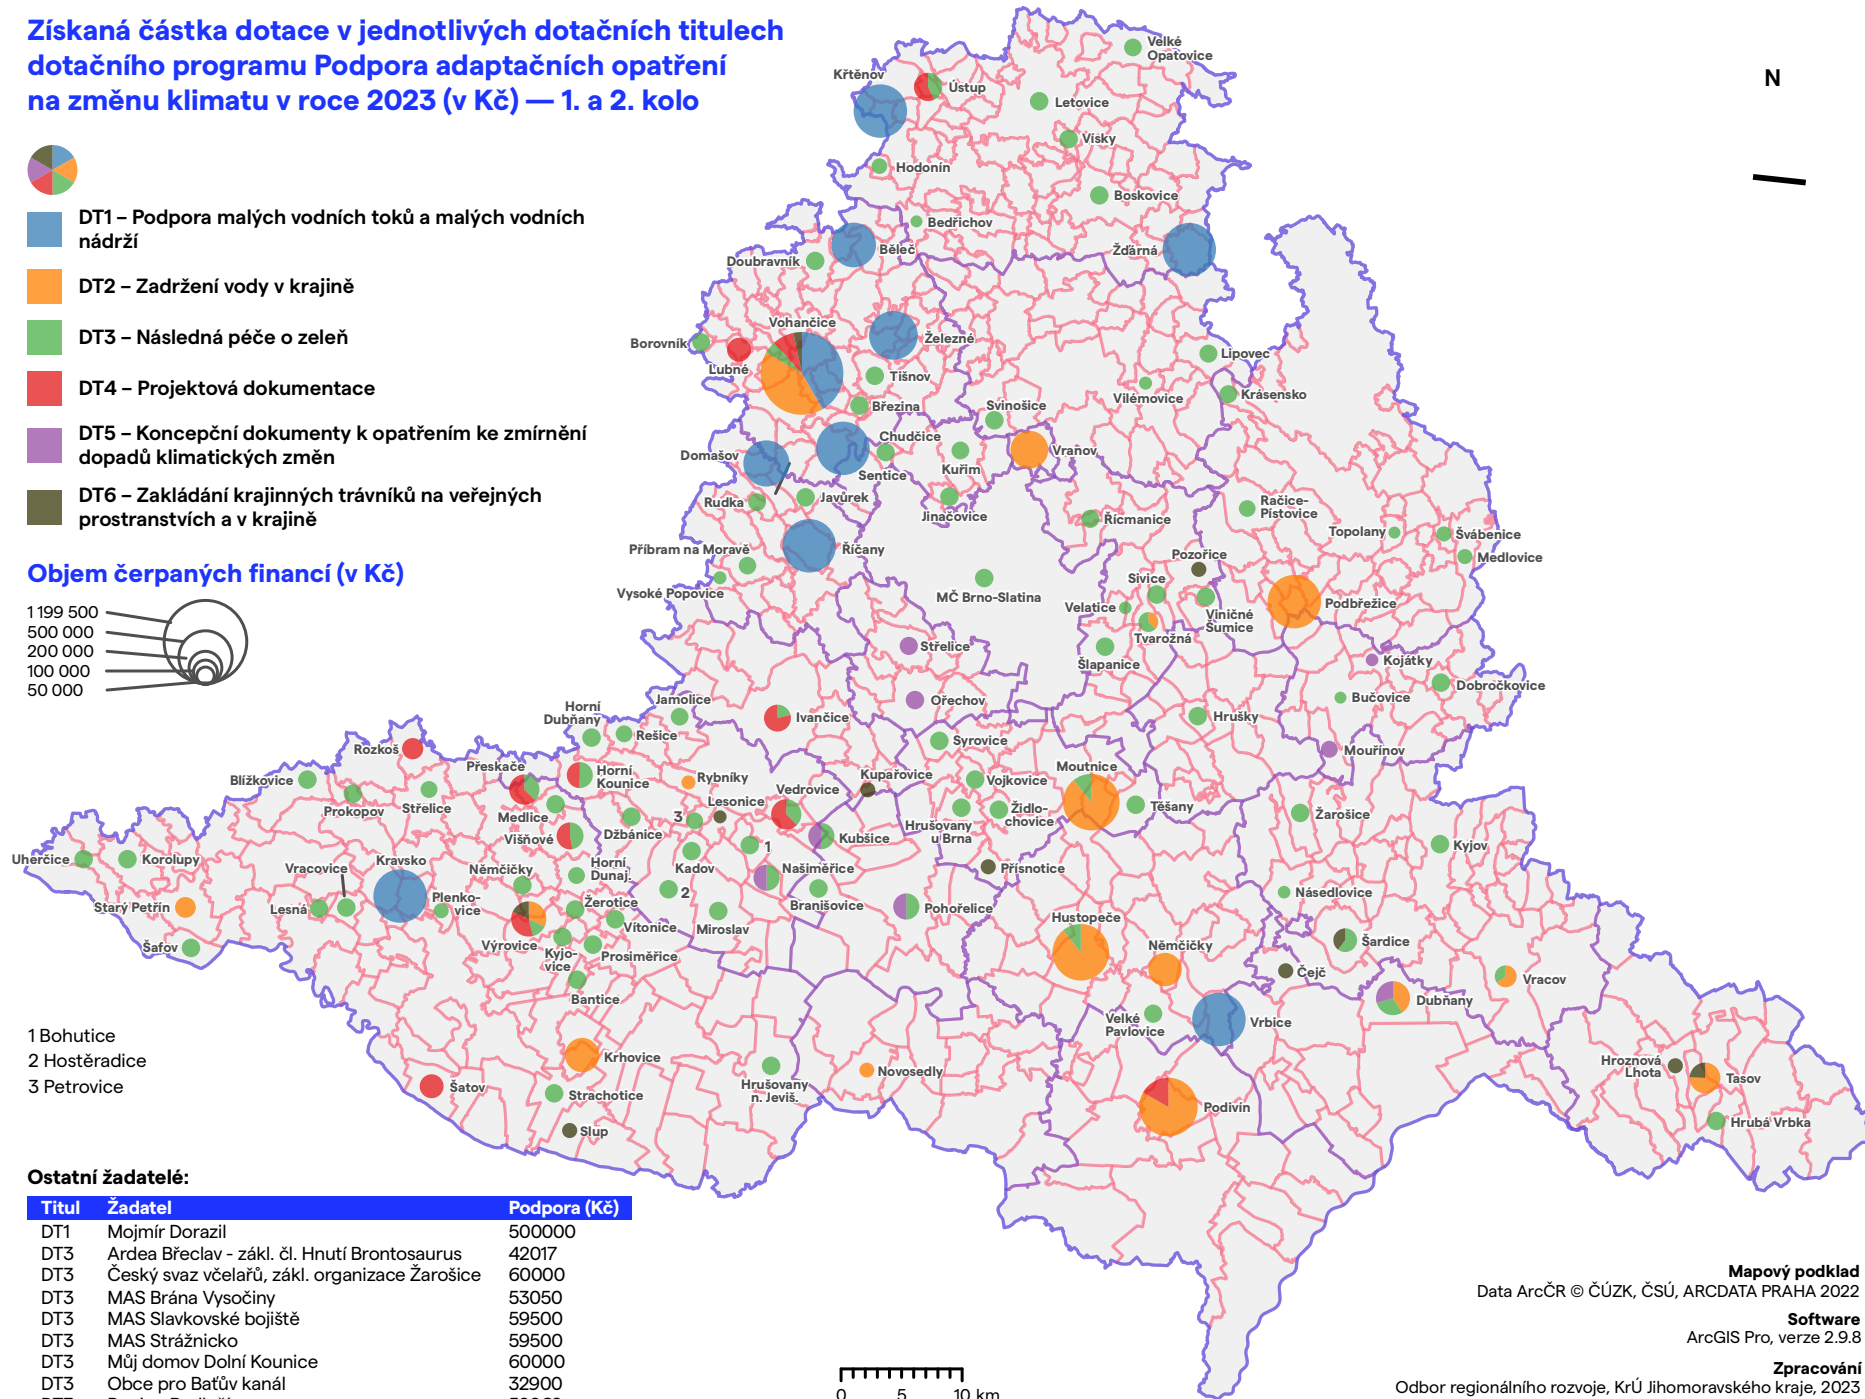 Získaná částka dotace v jednotlivých dotačních titulech
dotačního programu Podpora adaptačních opatření
na změnu klimatu v roce 2023 (v Kč) — 1. a 2. kolo
N
DT1 – Podpora malých vodních toků a malých vodních
nádrží
DT2 – Zadržení vody v krajině
DT3 – Následná péče o zeleň
DT4 – Projektová dokumentace
DT5 – Koncepční dokumenty k opatřením ke zmírnění
dopadů klimatických změn
DT6 – Zakládání krajinných trávníků na veřejných
prostranstvích a v krajině
Objem čerpaných financí (v Kč)
1 199 500
500 000
200 000
100 000
50 000
Velké
Opatovice
Křtěnov
Ústup
Letovice
Vísky
Hodonín
Boskovice
Bedřichov
Běleč
Žďárná
Doubravník
Vohančice
Borovník
Železné
Lubné
Lipovec
Tišnov
Vilémovice
Krásensko
Březina
Svinošice
Chudčice
Domašov
Vranov
Kuřim
Sentice
Rudka
Javůrek
Jinačovice
Řícmanice
Račice-
Pístovice
Topolany
Švábenice
Medlovice
Příbram na Moravě
Říčany
Pozořice
Vysoké Popovice
Sivice
MČ Brno-Slatina
Velatice
Viničné
Šumice
Podbřežice
Tvarožná
Střelice
Šlapanice
Kojátky
Dobročkovice
Bučovice
Ořechov
Jamolice
Horní
Dubňany
Rešice
Ivančice
Hrušky
Syrovice
Mouřínov
Rozkoš
Přeskače
Horní
Kounice
Rybníky
Kupařovice
Vojkovice
Moutnice
Blížkovice
Prokopov
Střelice
Medlice
Lesonice
Vedrovice
Židlo-
chovice
Těšany
Žarošice
3
Džbánice
Višňové
Hrušovany
u Brna
Kubšice
1
Kyjov
Uherčice
Korolupy
Vracovice
Kravsko
Němčičky
Horní
Dunaj.
Kadov
Našiměřice
Přísnotice
Násedlovice
2
Starý Petřín
Lesná
Plenko-
vice
Žerotice
Branišovice
Pohořelice
Hustopeče
Vítonice
Miroslav
Šafov
Výrovice
Kyjo-
vice
Prosiměřice
Němčičky
Šardice
Čejč
Vracov
Bantice
Dubňany
Velké
Pavlovice
Vrbice
1 Bohutice
2 Hostěradice
3 Petrovice
Krhovice
Hroznová
Lhota
Tasov
Šatov
Strachotice
Hrušovany
n. Jeviš.
Novosedly
Podivín
Hrubá Vrbka
Slup
Ostatní žadatelé:
Titul Žadatel Podpora (Kč)
DT1 Mojmír Dorazil 500000
DT3 Ardea Břeclav - zákl. čl. Hnutí Brontosaurus 42017
DT3 Český svaz včelařů, zákl. organizace Žarošice 60000
DT3 MAS Brána Vysočiny 53050
DT3 MAS Slavkovské bojiště 59500
DT3 MAS Strážnicko 59500
DT3 Můj domov Dolní Kounice 60000
DT3 Obce pro Baťův kanál 32900
0 5 10 km
Mapový podklad
Data ArcČR © ČÚZK, ČSÚ, ARCDATA PRAHA 2022
Software
ArcGIS Pro, verze 2.9.8
Zpracování
Odbor regionálního rozvoje, KrÚ Jihomoravského kraje, 2023